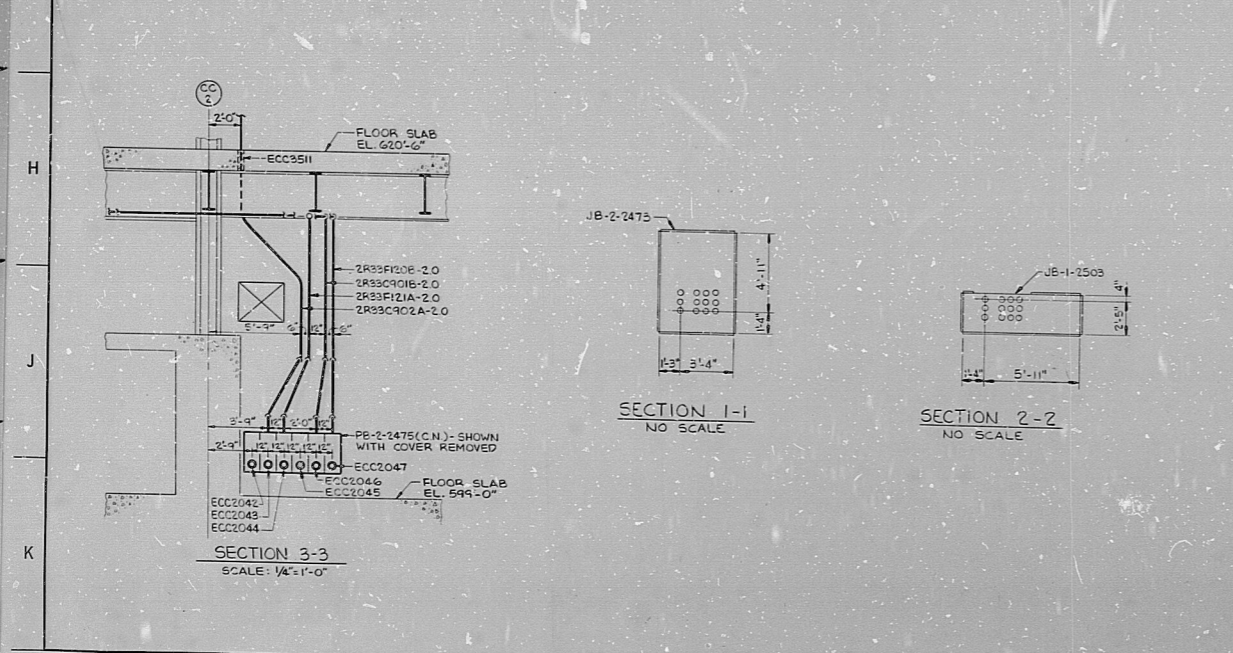 H
J
K
CC
2
2'-0"
FLOOR SLAB
EL. 620'-6"
ECC3511
2R33F120B-2.0
2R33C901B-2.0
2R33F121A-2.0
2R33C902A-2.0
5'-9"
6"
12"
6"
3'-9"
12"
2'-0"
12"
PB-2-2475(C.N.)-SHOWN
WITH COVER REMOVED
2'-9"
12"
12"
12"
12"
12"
ECC2047
ECC2046
ECC2045
FLOOR SLAB
EL. 599'-0"
ECC2042
ECC2043
ECC2044
SECTION 3-3
SCALE: 1/4"=1'-0"
JB-2-2473
4'-11"
1'-4"
1'-3"
3'-4"
SECTION 1-1
NO SCALE
JB-1-2503
4"
2'-5"
1'-4"
5'-11"
SECTION 2-2
NO SCALE